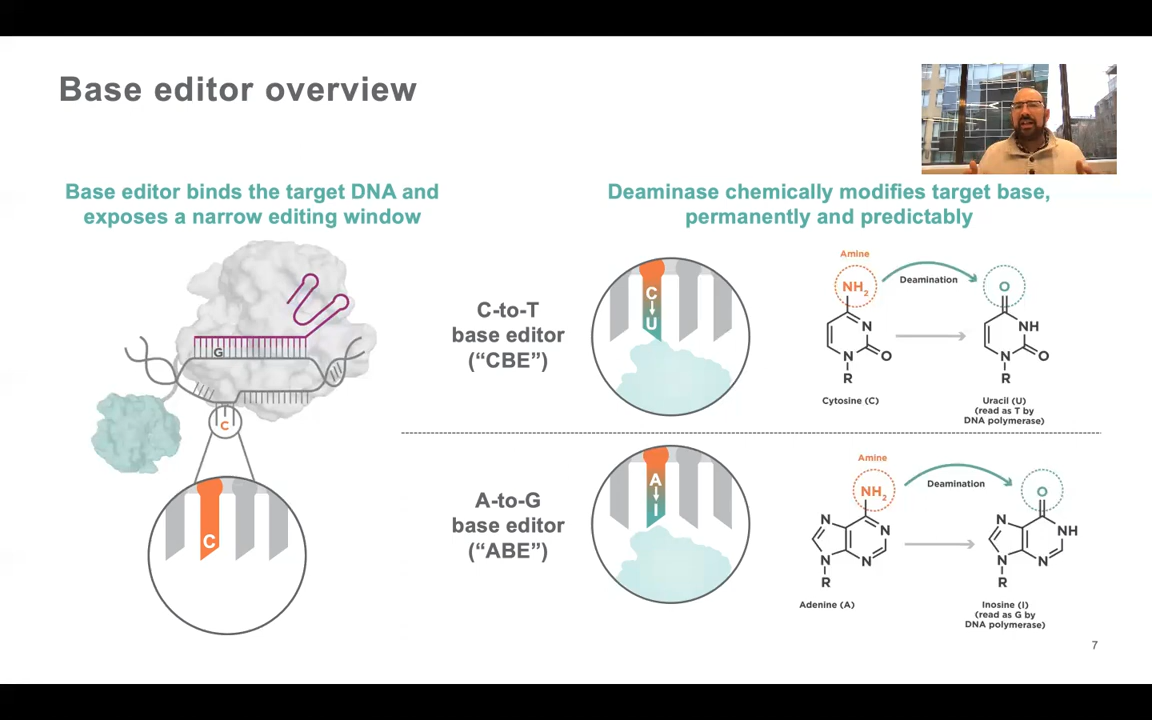 Base editor overview
Base editor binds the target DNA and
exposes a narrow editing window
G
C
C
Deaminase chemically modifies target base,
permanently and predictably
C-to-T
base editor
(“CBE”)
C
U
Amine
NH2
Deamination
O
N
N
O
R
NH
N
O
R
Cytosine (C)
Uracil (U)
(read as T by
DNA polymerase)
A-to-G
base editor
(“ABE”)
A
I
Amine
NH2
Deamination
O
N
N
N
N
R
N
NH
N
N
R
Adenine (A)
Inosine (I)
(read as G by
DNA polymerase)
7